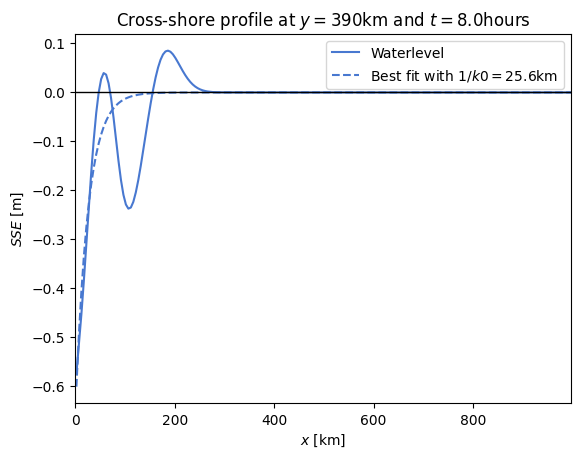 Cross-shore profile at y = 390km and t = 8.0hours
Waterlevel
Best fit with 1/k0 = 25.6km
0.1
0.0
−0.1
−0.2
−0.3
−0.4
−0.5
−0.6
SSE [m]
0 200 400 600 800
x [km]